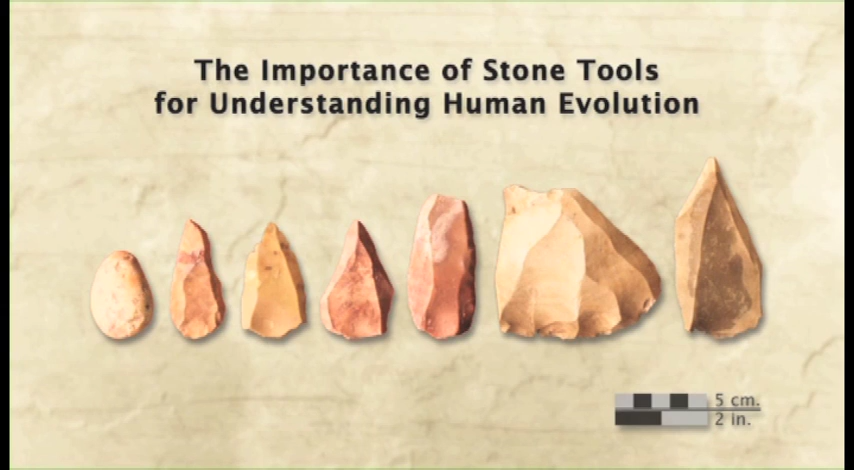 The Importance of Stone Tools
for Understanding Human Evolution
5 cm.
2 in.